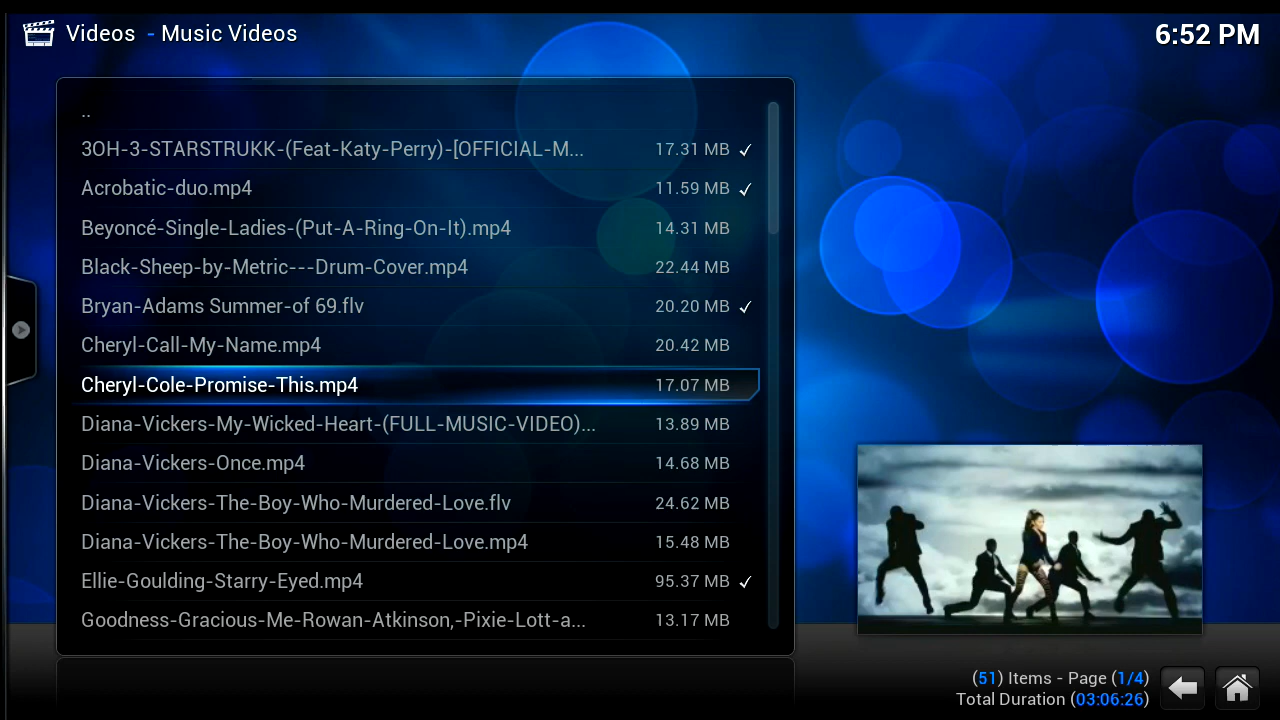 Videos - Music Videos
6:52 PM
..
3OH-3-STARSTRUKK-(Feat-Katy-Perry)-[OFFICIAL-M... 17.31 MB ✓
Acrobatic-duo.mp4 11.59 MB ✓
Beyoncé-Single-Ladies-(Put-A-Ring-On-It).mp4 14.31 MB
Black-Sheep-by-Metric---Drum-Cover.mp4 22.44 MB
Bryan-Adams Summer-of 69.flv 20.20 MB ✓
Cheryl-Call-My-Name.mp4 20.42 MB
Cheryl-Cole-Promise-This.mp4 17.07 MB
Diana-Vickers-My-Wicked-Heart-(FULL-MUSIC-VIDEO)... 13.89 MB
Diana-Vickers-Once.mp4 14.68 MB
Diana-Vickers-The-Boy-Who-Murdered-Love.flv 24.62 MB
Diana-Vickers-The-Boy-Who-Murdered-Love.mp4 15.48 MB
Ellie-Goulding-Starry-Eyed.mp4 95.37 MB ✓
Goodness-Gracious-Me-Rowan-Atkinson,-Pixie-Lott-a... 13.17 MB
(51) Items - Page (1/4)
Total Duration (03:06:26)